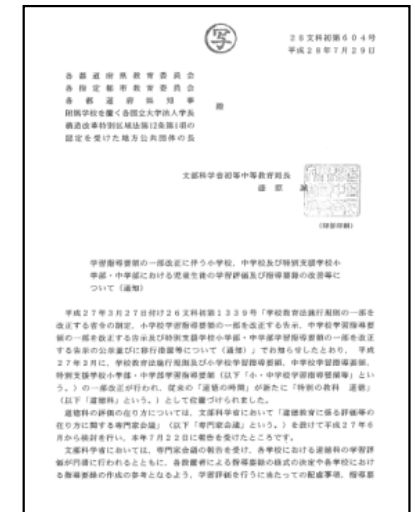 写
28文科初第604号
平成28年7月29日
各都道府県教育委員会
各指定都市教育委員会
各都道府県知事
附属学校を置く各国立大学法人学長
構造改革特別区域法第12条第1項の
認定を受けた地方公共団体の長
殿
文部科学省初等中等教育局長
藤原 誠
(印影印刷)
学習指導要領の一部改正に伴う小学校、中学校及び特別支援学校小
学部・中学部における児童生徒の学習評価及び指導要録の改善等に
ついて(通知)
平成27年3月27日付け26文科初第1339号「学校教育法施行規則の一部を
改正する省令の制定、小学校学習指導要領の一部を改正する告示、中学校学習指導要
領の一部を改正する告示及び特別支援学校小学部・中学部学習指導要領の一部を改正
する告示の公示並びに移行措置等について(通知)」でお知らせしたとおり、平成
27年3月に、学校教育法施行規則及び小学校学習指導要領、中学校学習指導要領、
特別支援学校小学部・中学部学習指導要領(以下「小・中学校学習指導要領等」とい
う。)の一部改正が行われ、従来の「道徳の時間」が新たに「特別の教科 道徳」
(以下「道徳科」という。)として位置づけられました。
道徳科の評価の在り方については、文部科学省において「道徳教育に係る評価等の
在り方に関する専門家会議」(以下「専門家会議」という。)を設けて平成27年6
月から検討を行い、本年7月22日に報告を受けたところです。
文部科学省においては、専門家会議の報告を受け、各学校における道徳科の学習評
価が円滑に行われるとともに、各設置者による指導要録の様式の決定や各学校におけ
る指導要録の作成の参考となるよう、学習評価を行うに当たっての配慮事項、指導要